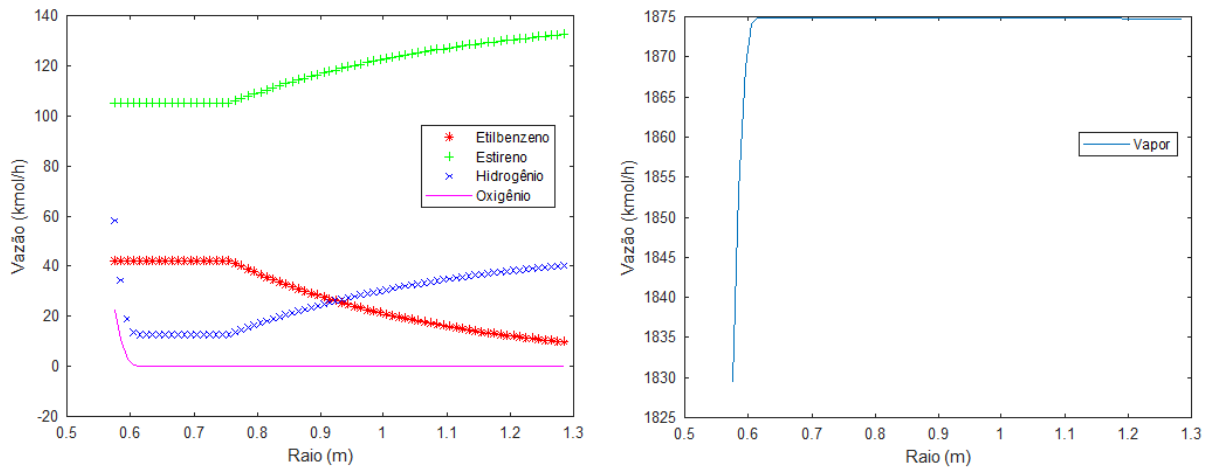 140
120
100
80
60
40
20
0
-20
0.5 0.6 0.7 0.8 0.9 1 1.1 1.2 1.3
Raio (m)
Vazão (kmol/h)
Etilbenzeno
Estireno
Hidrogênio
Oxigênio
1875
1870
1865
1860
1855
1850
1845
1840
1835
1830
1825
0.5 0.6 0.7 0.8 0.9 1 1.1 1.2 1.3
Raio (m)
Vazão (kmol/h)
Vapor